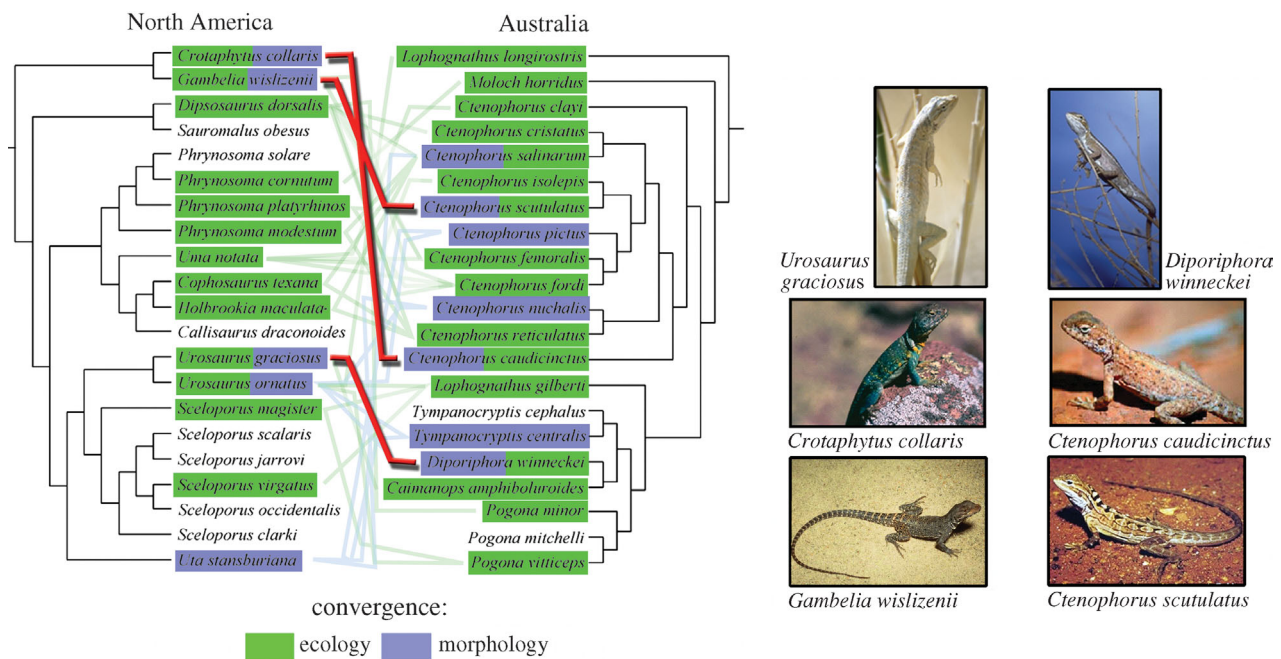 North America
Australia
Crotaphytus collaris
Gambelia wislizenii
Dipsosaurus dorsalis
Sauromalus obesus
Phrynosoma solare
Phrynosoma cornutum
Phrynosoma platyrhinos
Phrynosoma modestum
Uma notata
Cophosaurus texana
Holbrookia maculata-
Callisaurus draconoides
Urosaurus graciosus
Urosaurus ornatus
Sceloporus magister
Sceloporus scalaris
Sceloporus jarrovi
Sceloporus virgatus
Sceloporus occidentalis
Sceloporus clarki
Uta stansburiana
Lophognathus longirostris
Moloch horridus
Ctenophorus clayi
Ctenophorus cristatus
Ctenophorus salinarum
Ctenophorus isolepis
Ctenophorus scutulatus
Ctenophorus pictus
Ctenophorus femoralis
Ctenophorus fordi
Ctenophorus nuchalis
Ctenophorus reticulatus
Ctenophorus caudicinctus
Lophognathus gilberti
Tympanocryptis cephalus
Tympanocryptis centralis
Diporiphora winneckei
Caimanops amphiboluroides
Pogona minor
Pogona mitchelli
Pogona vitticeps
convergence:
ecology
morphology
Urosaurus
graciosus
Diporiphora
winneckei
Crotaphytus collaris
Ctenophorus caudicinctus
Gambelia wislizenii
Ctenophorus scutulatus